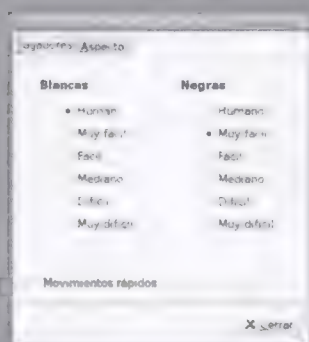 Jugadores Aspecto
Blancas Negras
Humano Humano
Muy fácil Muy fácil
Fácil Fácil
Mediano Mediano
Difícil Difícil
Muy difícil Muy difícil
Movimientos rápidos
Cerrar